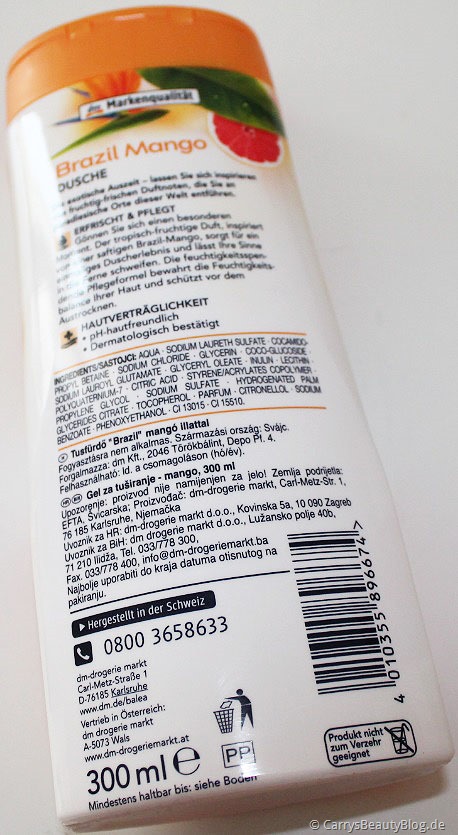 dm Markenqualität
Brazil Mango
DUSCHE
exotische Auszeit – lassen Sie sich inspirieren
fruchtig-frischen Duftnoten, die Sie an
paradiesische Orte dieser Welt entführen.
ERFRISCHT & PFLEGT
Gönnen Sie sich einen besonderen
Moment. Der tropisch-fruchtige Duft, inspiriert
von der saftigen Brazil-Mango, sorgt für ein
Duscherlebnis und lässt Ihre Sinne
Ferne schweifen. Die feuchtigkeitsspen-
dende Pflegeformel bewahrt die Feuchtigkeits-
balance Ihrer Haut und schützt vor dem
Austrocknen.
HAUTVERTRÄGLICHKEIT
• pH-hautfreundlich
• Dermatologisch bestätigt
INGREDIENTS/SASTOJCI: AQUA · SODIUM LAURETH SULFATE · COCAMIDO-
PROPYL BETAINE · SODIUM CHLORIDE · GLYCERIN · COCO-GLUCOSIDE ·
SODIUM LAUROYL GLUTAMATE · GLYCERYL OLEATE · INULIN · LECITHIN ·
POLYQUATERNIUM-7 · CITRIC ACID · STYRENE/ACRYLATES COPOLYMER ·
PROPYLENE GLYCOL · SODIUM SULFATE · HYDROGENATED PALM
GLYCERIDES CITRATE · TOCOPHEROL · PARFUM · CITRONELLOL · SODIUM
BENZOATE · PHENOXYETHANOL · CI 13015 · CI 15510.
Tusfürdő "Brazil" mangó illattal
Fogyasztásra nem alkalmas. Származási ország: Svájc.
Forgalmazza: dm Kft., 2046 Törökbálint, Depo Pf. 4.
Felhasználható: ld. a csomagoláson (hó/év).
Gel za tuširanje - mango, 300 ml
Upozorenje: proizvod nije namijenjen za jelo! Zemlja podrijetla:
EFTA, Švicarska; Proizvođač: dm-drogerie markt, Carl-Metz-Str. 1,
76 185 Karlsruhe, Njemačka
Uvoznik za HR: dm-drogerie markt d.o.o., Kovinska 5a, 10 090 Zagreb
Uvoznik za BiH: dm drogerie markt d.o.o., Lužansko polje 40b,
71 210 Ilidža, Tel. 033/778 300,
Fax. 033/778 400, info@dm-drogeriemarkt.ba
Najbolje uporabiti do kraja datuma otisnutog na
pakiranju.
Hergestellt in der Schweiz
0800 3658633
dm-drogerie markt
Carl-Metz-Straße 1
D-76185 Karlsruhe
www.dm.de/balea
Vertrieb in Österreich:
dm drogerie markt
A-5073 Wals
www.dm-drogeriemarkt.at
300 ml e
PP
Mindestens haltbar bis: siehe Boden
4 010355 896674
Produkt nicht
zum Verzehr
geeignet
© CarrysBeautyBlog.de